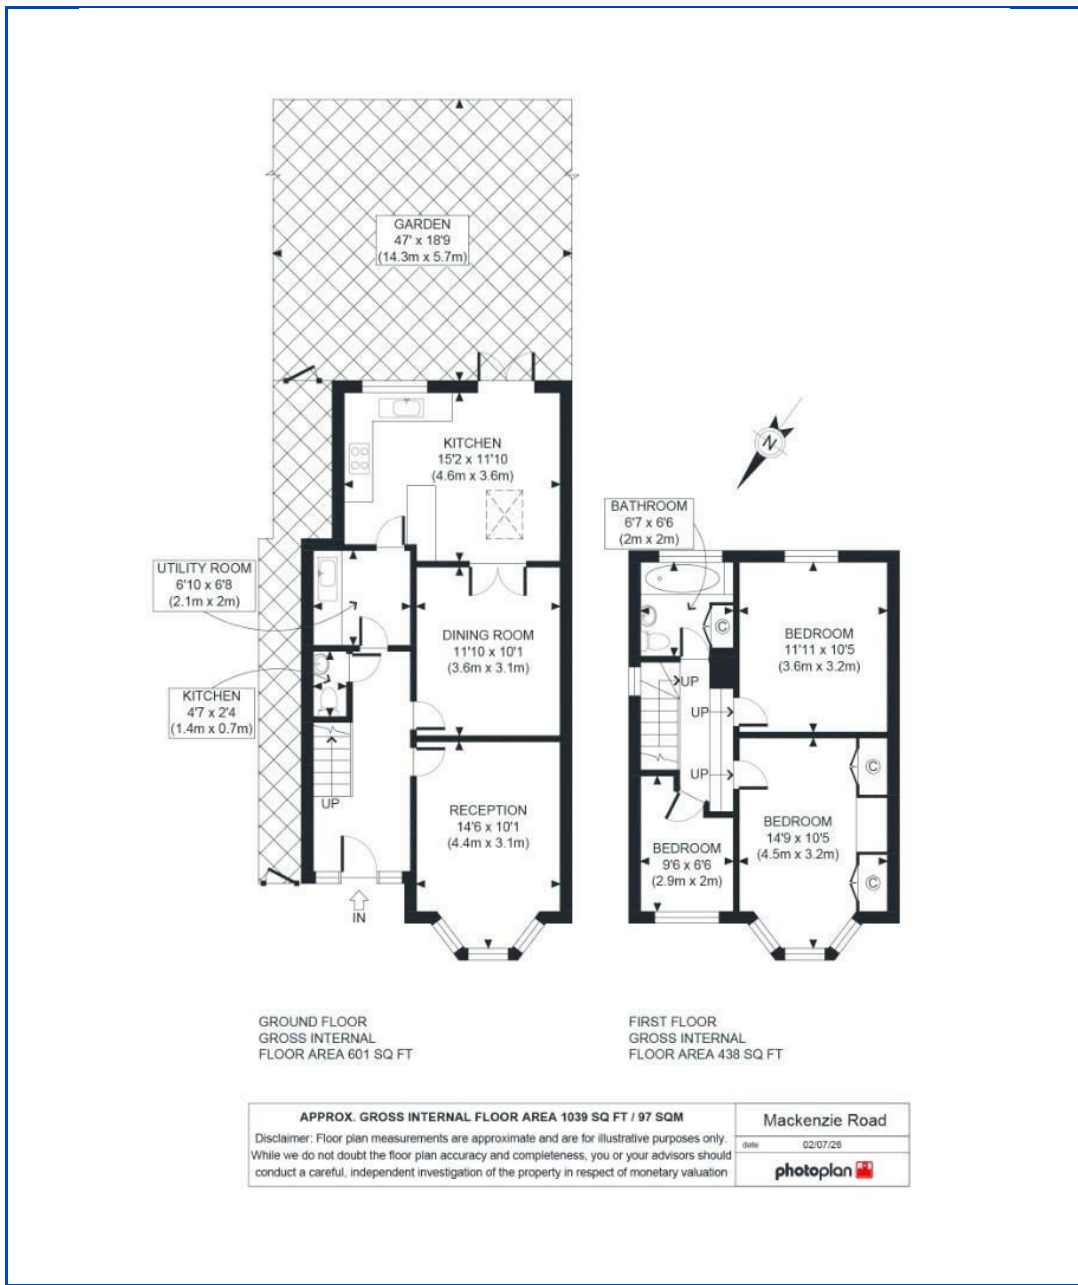 GARDEN
47' x 18'9
(14.3m x 5.7m)
KITCHEN
15'2 x 11'10
(4.6m x 3.6m)
N
BATHROOM
6'7 x 6'6
(2m x 2m)
UTILITY ROOM
6'10 x 6'8
(2.1m x 2m)
DINING ROOM
11'10 x 10'1
(3.6m x 3.1m)
C
BEDROOM
11'11 x 10'5
(3.6m x 3.2m)
KITCHEN
4'7 x 2'4
(1.4m x 0.7m)
UP
UP
UP
C
UP
RECEPTION
14'6 x 10'1
(4.4m x 3.1m)
BEDROOM
14'9 x 10'5
(4.5m x 3.2m)
BEDROOM
9'6 x 6'6
(2.9m x 2m)
C
IN
GROUND FLOOR
GROSS INTERNAL
FLOOR AREA 601 SQ FT
FIRST FLOOR
GROSS INTERNAL
FLOOR AREA 438 SQ FT
APPROX. GROSS INTERNAL FLOOR AREA 1039 SQ FT / 97 SQM
Disclaimer: Floor plan measurements are approximate and are for illustrative purposes only.
While we do not doubt the floor plan accuracy and completeness, you or your advisors should
conduct a careful, independent investigation of the property in respect of monetary valuation
Mackenzie Road
date 02/07/26
photoplan